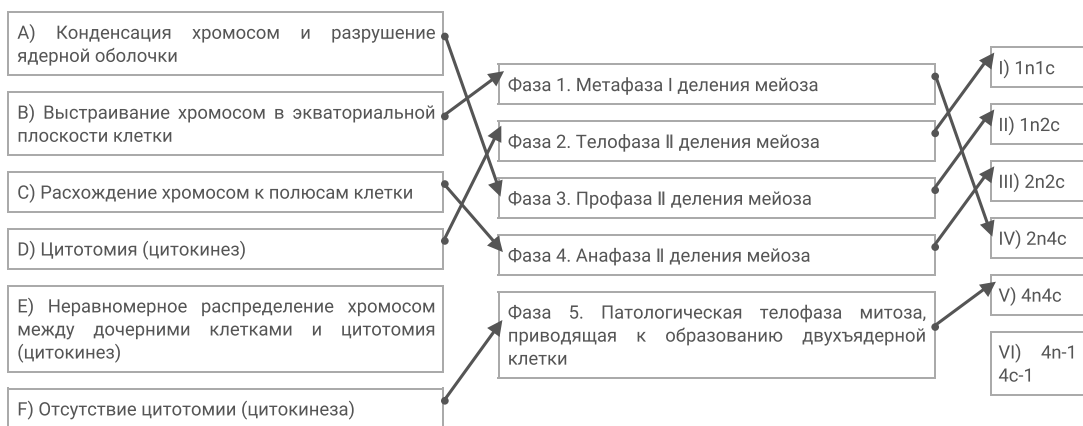 A) Конденсация хромосом и разрушение
ядерной оболочки
B) Выстраивание хромосом в экваториальной
плоскости клетки
C) Расхождение хромосом к полюсам клетки
D) Цитотомия (цитокинез)
E) Неравномерное распределение хромосом
между дочерними клетками и цитотомия
(цитокинез)
F) Отсутствие цитотомии (цитокинеза)
Фаза 1. Метафаза I деления мейоза
Фаза 2. Телофаза II деления мейоза
Фаза 3. Профаза II деления мейоза
Фаза 4. Анафаза II деления мейоза
Фаза 5. Патологическая телофаза митоза,
приводящая к образованию двухъядерной
клетки
I) 1n1c
II) 1n2c
III) 2n2c
IV) 2n4c
V) 4n4c
VI) 4n-1
4c-1